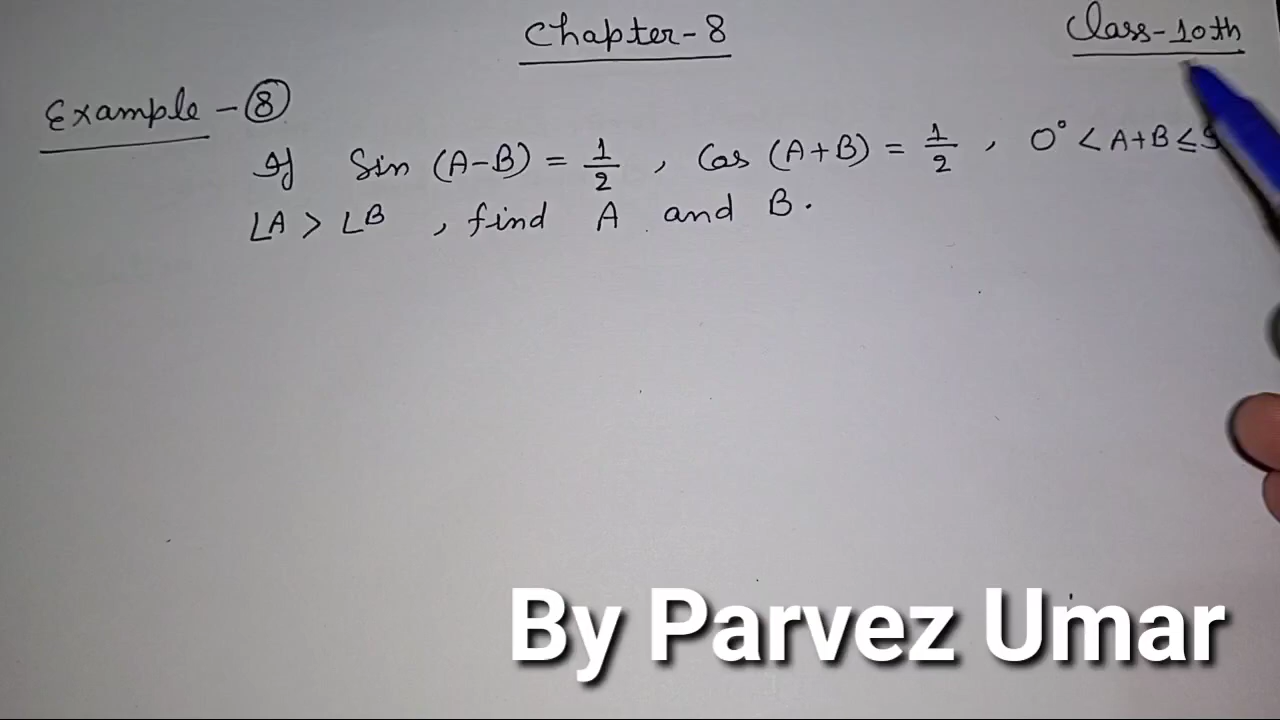 Chapter-8
Class-10th
Example-8
If Sin (A-B) = 1/2 , Cos (A+B) = 1/2 , 0° < A+B ≤
∠A > ∠B , find A and B.
By Parvez Umar